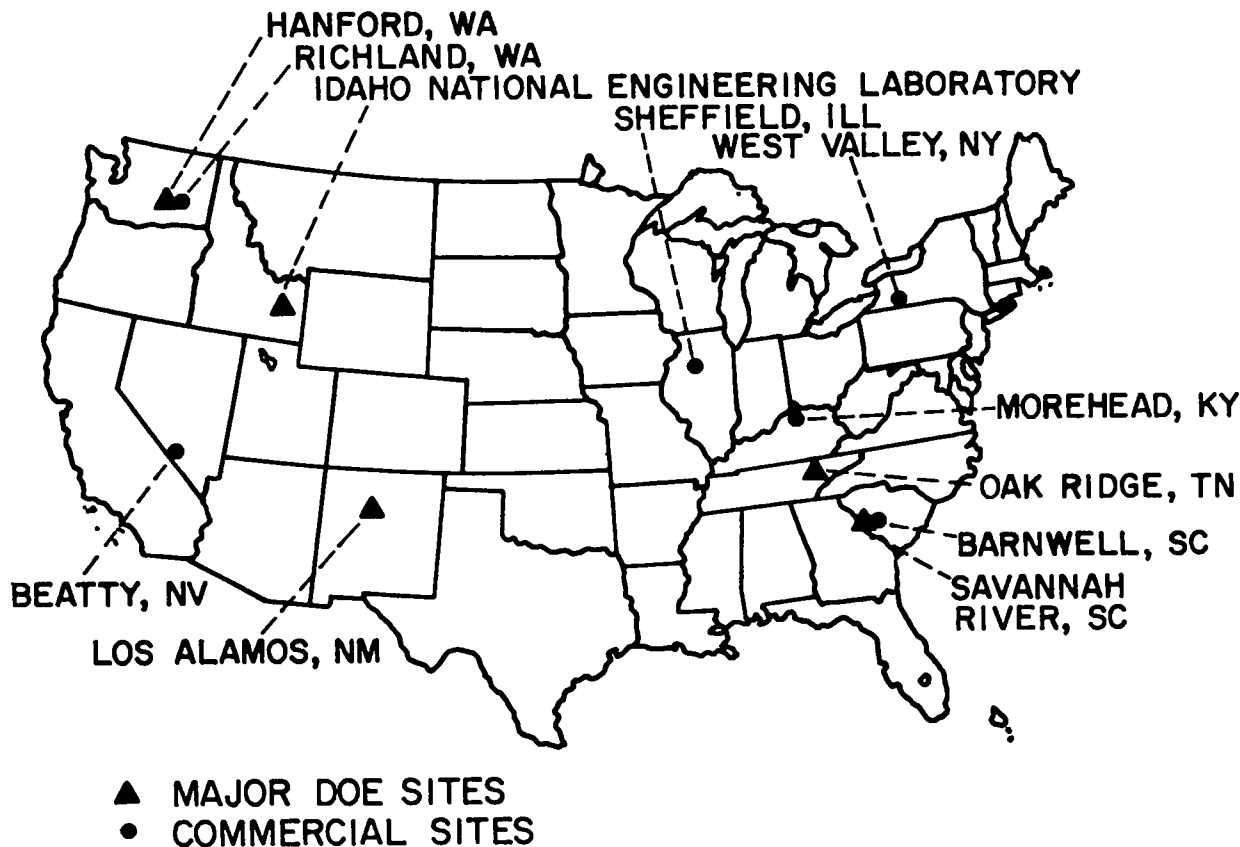 HANFORD, WA
RICHLAND, WA
IDAHO NATIONAL ENGINEERING LABORATORY
SHEFFIELD, ILL
WEST VALLEY, NY
MOREHEAD, KY
OAK RIDGE, TN
BARNWELL, SC
SAVANNAH
RIVER, SC
BEATTY, NV
LOS ALAMOS, NM
▲ MAJOR DOE SITES
● COMMERCIAL SITES